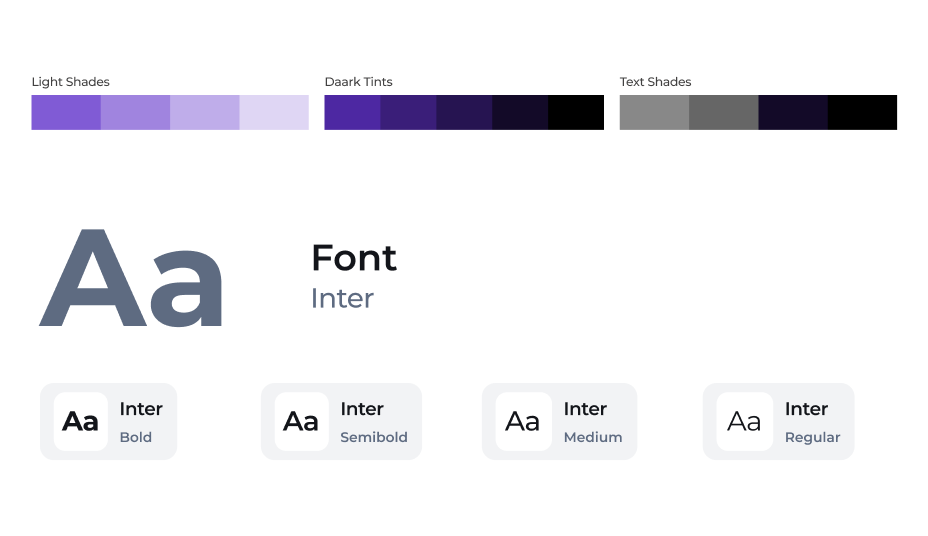 Light Shades
Daark Tints
Text Shades
Aa
Font
Inter
Aa
Inter
Bold
Aa
Inter
Semibold
Aa
Inter
Medium
Aa
Inter
Regular